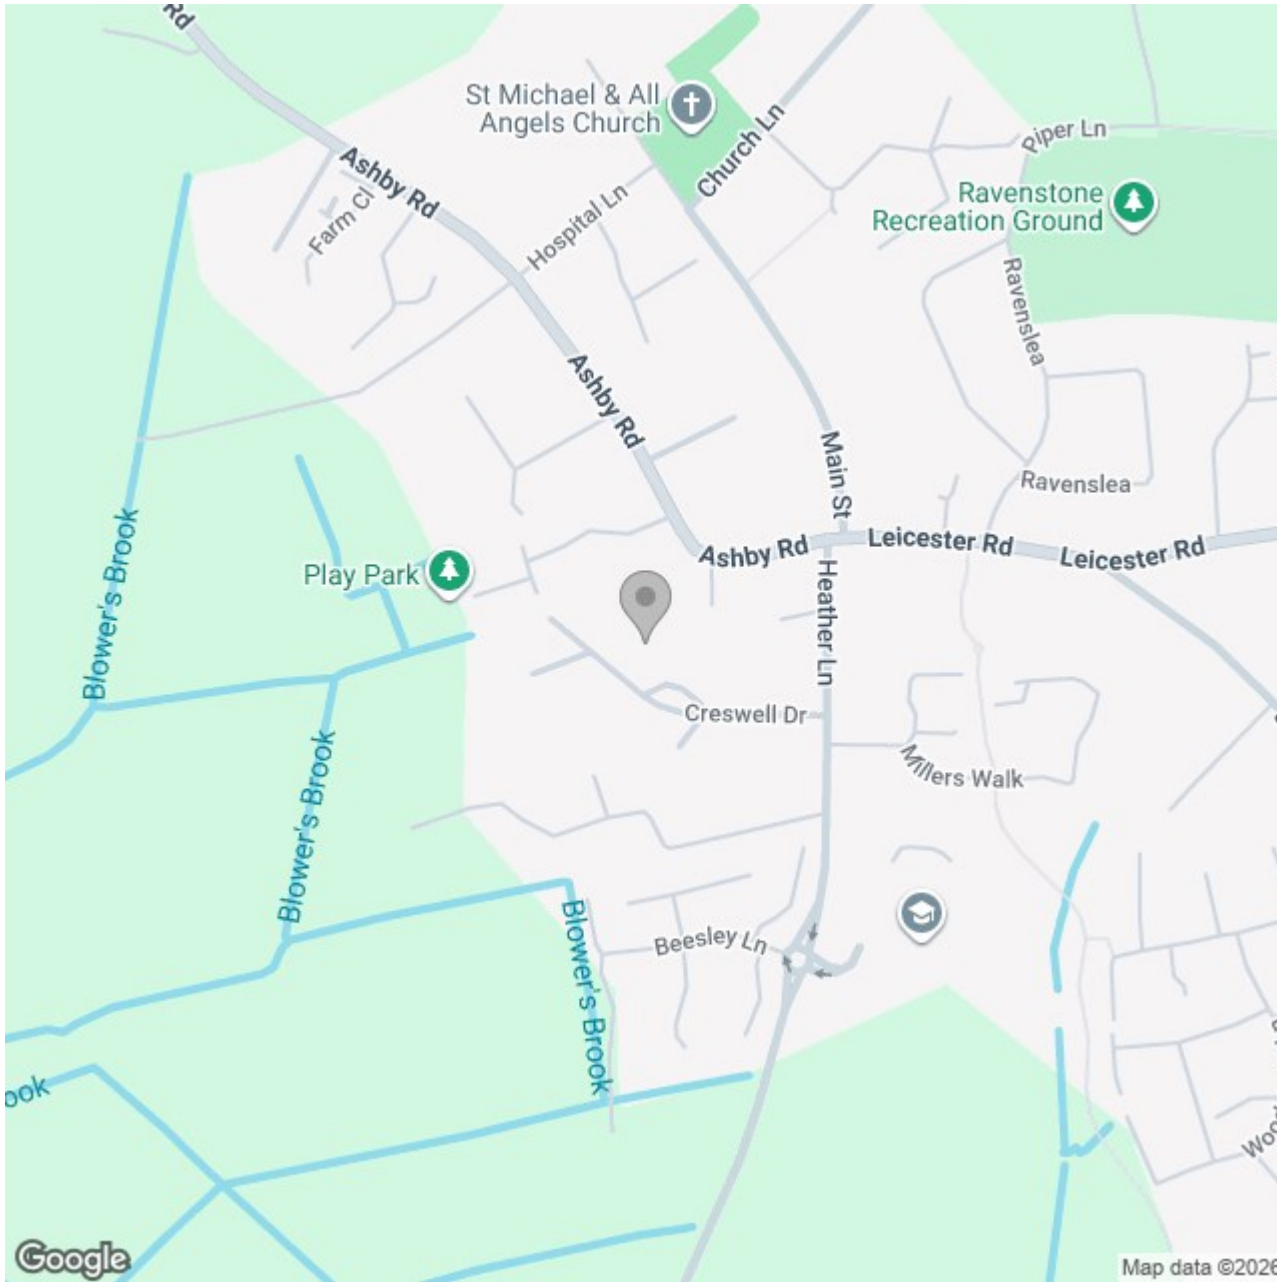 Rd
St Michael & All
Angels Church
Church Ln
Piper Ln
Ashby Rd
Farm Cl
Hospital Ln
Ravenstone
Recreation Ground
Ravenslea
Ashby Rd
Main St
Ravenslea
Leicester Rd
Leicester Rd
Ashby Rd
Blower's Brook
Play Park
Heather Ln
Creswell Dr
Millers Walk
Blower's Brook
Blower's Brook
Beesley Ln
ook
Woo
Google
Map data ©2026